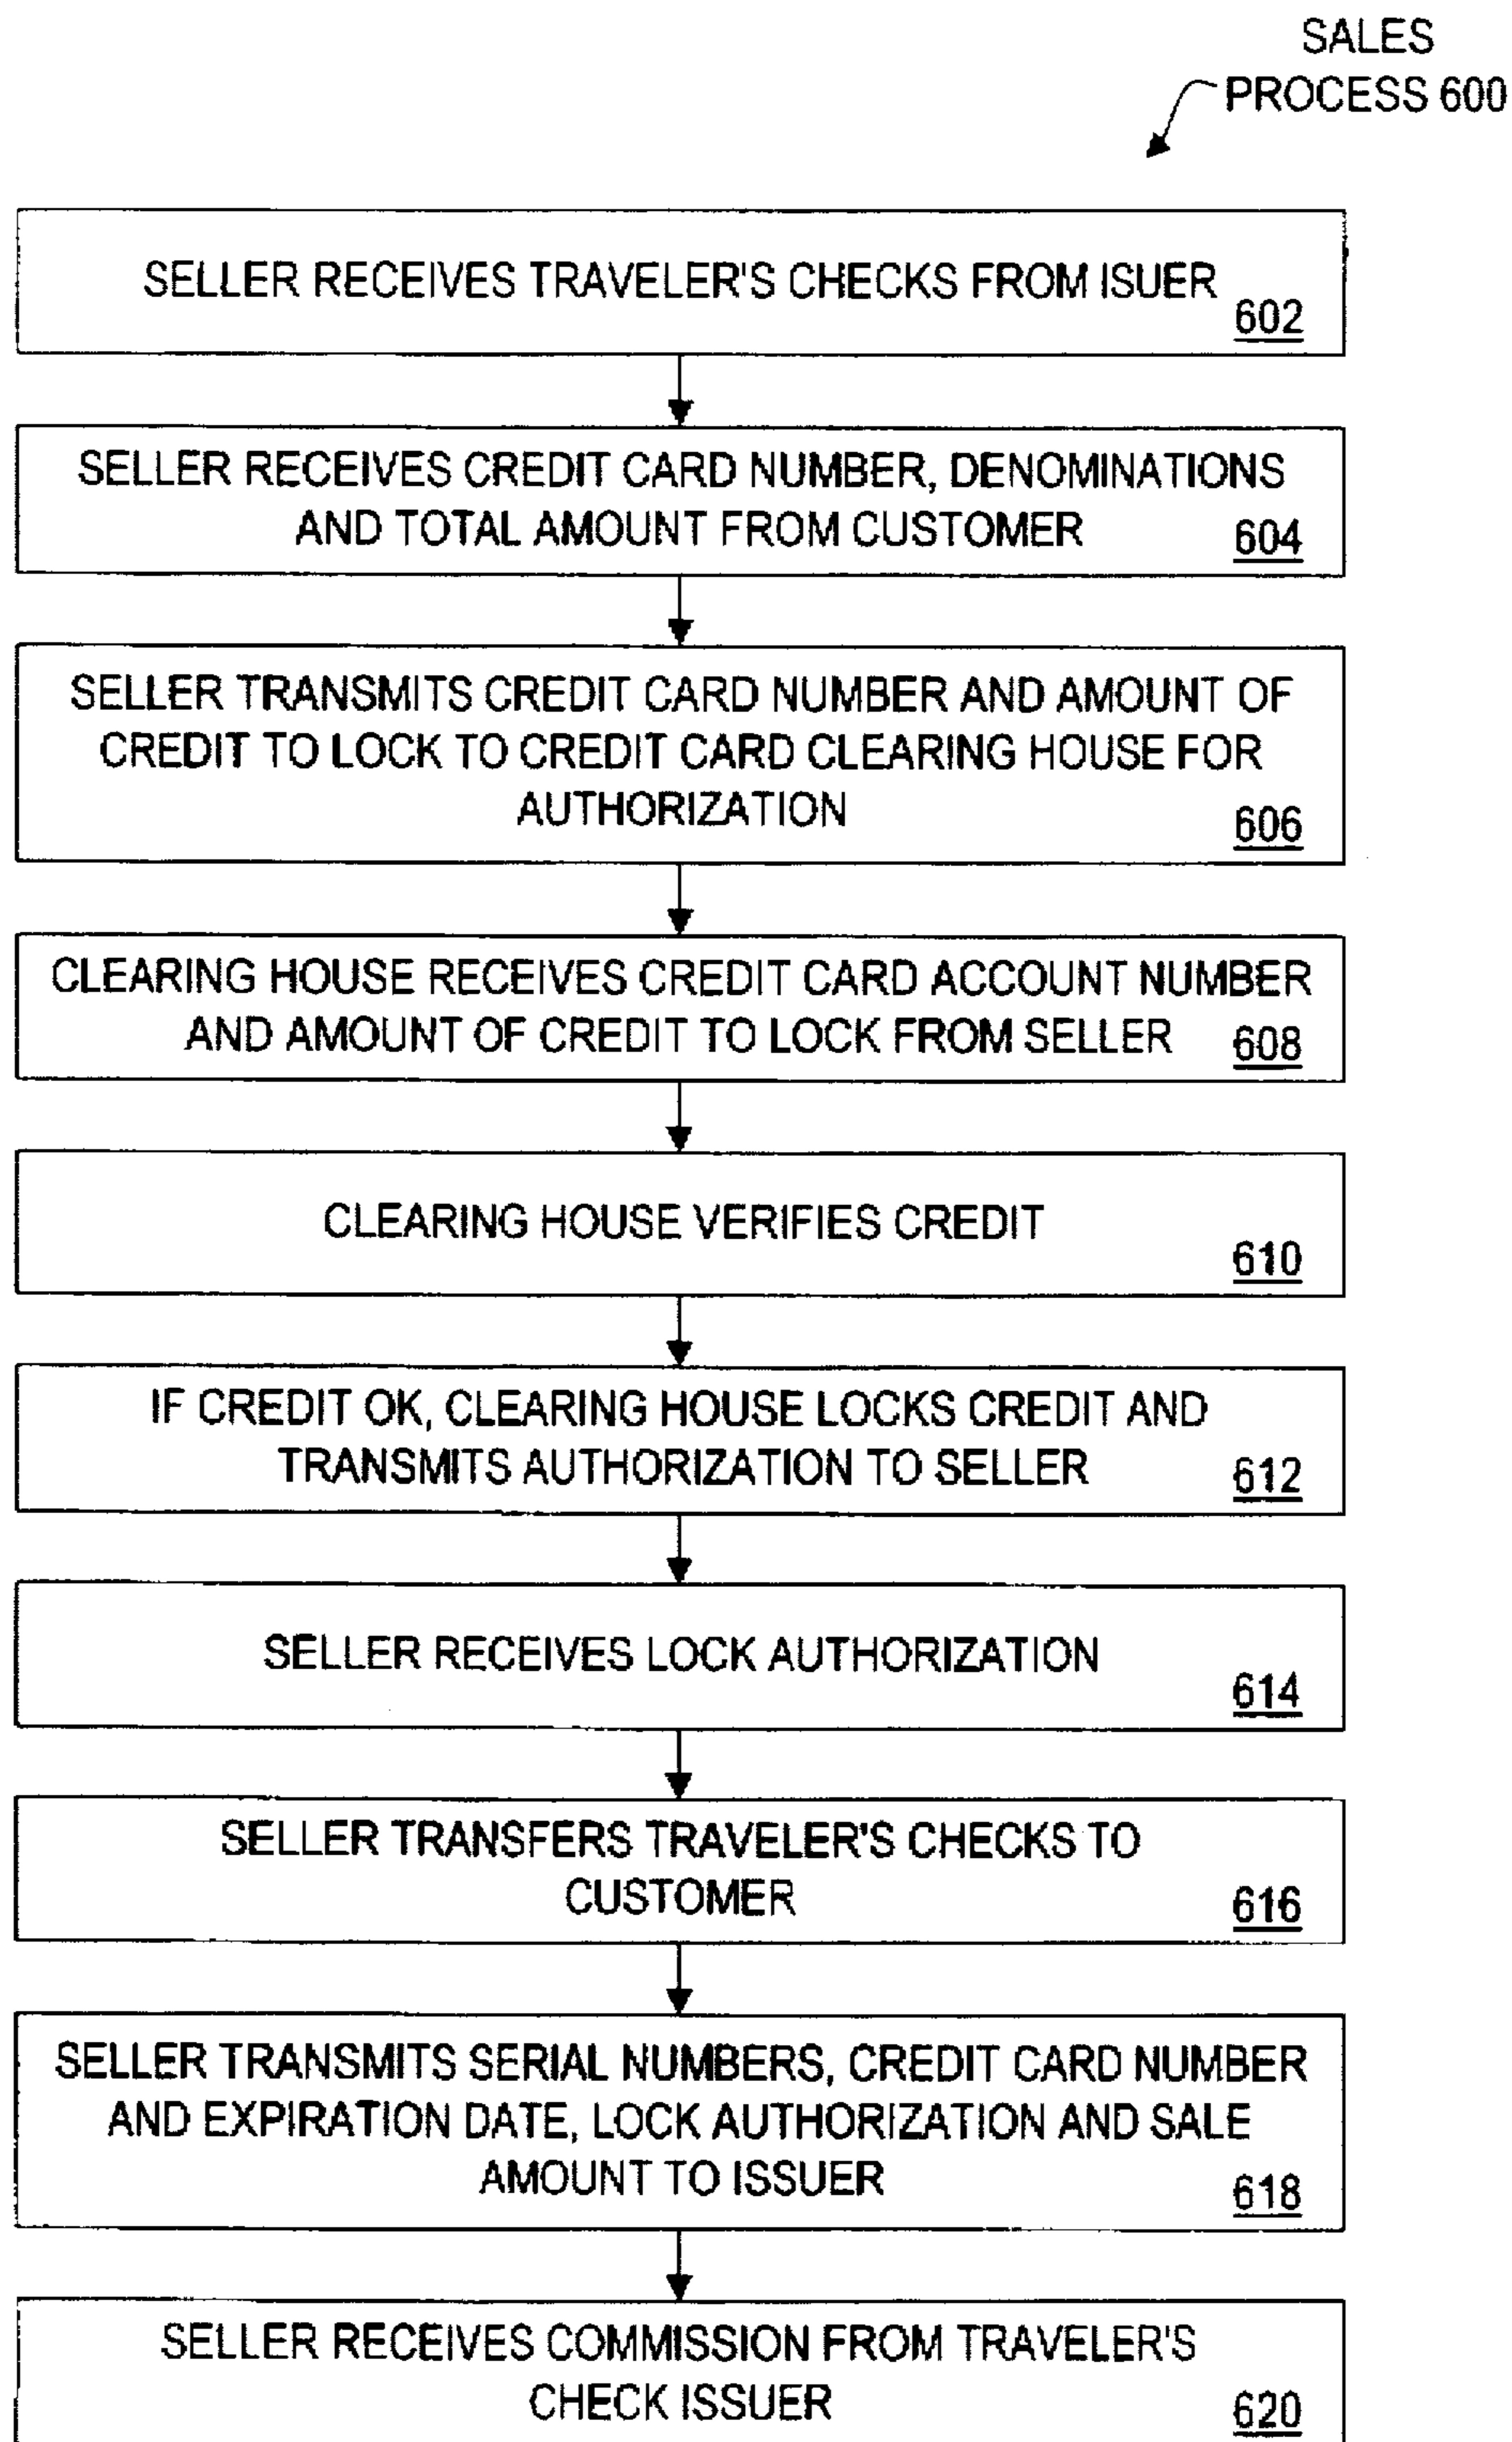 SALES
PROCESS 600
SELLER RECEIVES TRAVELER'S CHECKS FROM ISUER
602
SELLER RECEIVES CREDIT CARD NUMBER, DENOMINATIONS
AND TOTAL AMOUNT FROM CUSTOMER
604
SELLER TRANSMITS CREDIT CARD NUMBER AND AMOUNT OF
CREDIT TO LOCK TO CREDIT CARD CLEARING HOUSE FOR
AUTHORIZATION
606
CLEARING HOUSE RECEIVES CREDIT CARD ACCOUNT NUMBER
AND AMOUNT OF CREDIT TO LOCK FROM SELLER
608
CLEARING HOUSE VERIFIES CREDIT
610
IF CREDIT OK, CLEARING HOUSE LOCKS CREDIT AND
TRANSMITS AUTHORIZATION TO SELLER
612
SELLER RECEIVES LOCK AUTHORIZATION
614
SELLER TRANSFERS TRAVELER'S CHECKS TO
CUSTOMER
616
SELLER TRANSMITS SERIAL NUMBERS, CREDIT CARD NUMBER
AND EXPIRATION DATE, LOCK AUTHORIZATION AND SALE
AMOUNT TO ISSUER
618
SELLER RECEIVES COMMISSION FROM TRAVELER'S
CHECK ISSUER
620